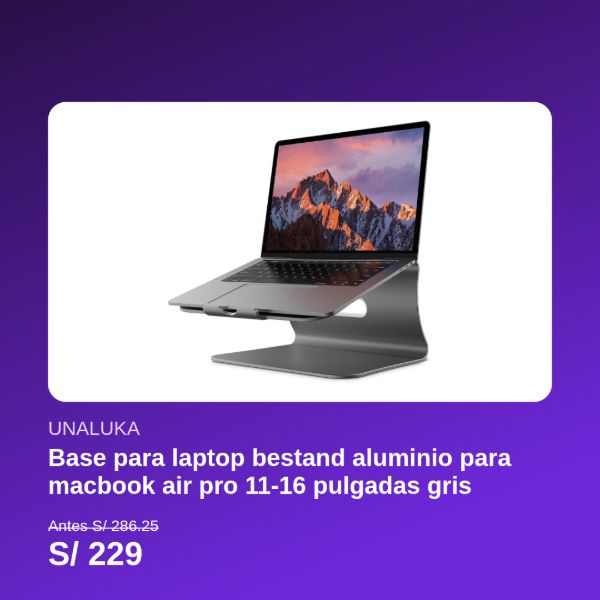 UNALUKA
Base para laptop bestand aluminio para
macbook air pro 11-16 pulgadas gris
Antes S/ 286.25
S/ 229